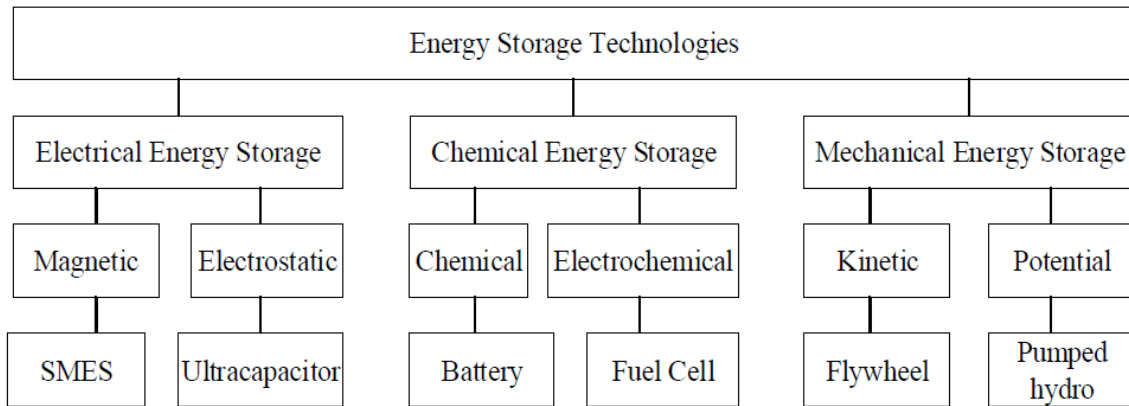 Energy Storage Technologies
Electrical Energy Storage
Chemical Energy Storage
Mechanical Energy Storage
Magnetic
Electrostatic
Chemical
Electrochemical
Kinetic
Potential
SMES
Ultracapacitor
Battery
Fuel Cell
Flywheel
Pumped
hydro